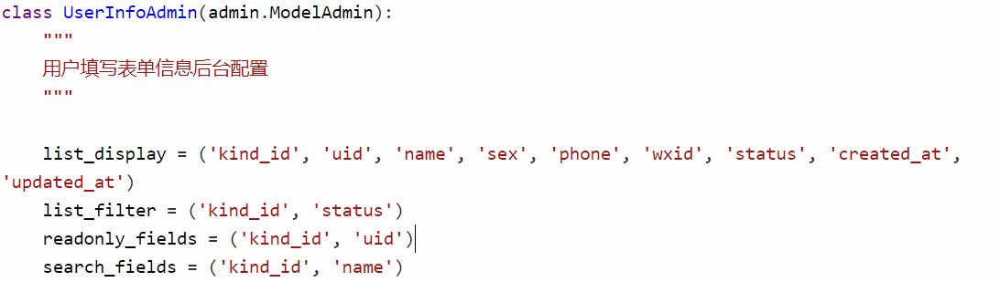 class UserInfoAdmin(admin.ModelAdmin):
    """
    用户填写表单信息后台配置
    """
    list_display = ('kind_id', 'uid', 'name', 'sex', 'phone', 'wxid', 'status', 'created_at',
'updated_at')
    list_filter = ('kind_id', 'status')
    readonly_fields = ('kind_id', 'uid')
    search_fields = ('kind_id', 'name')